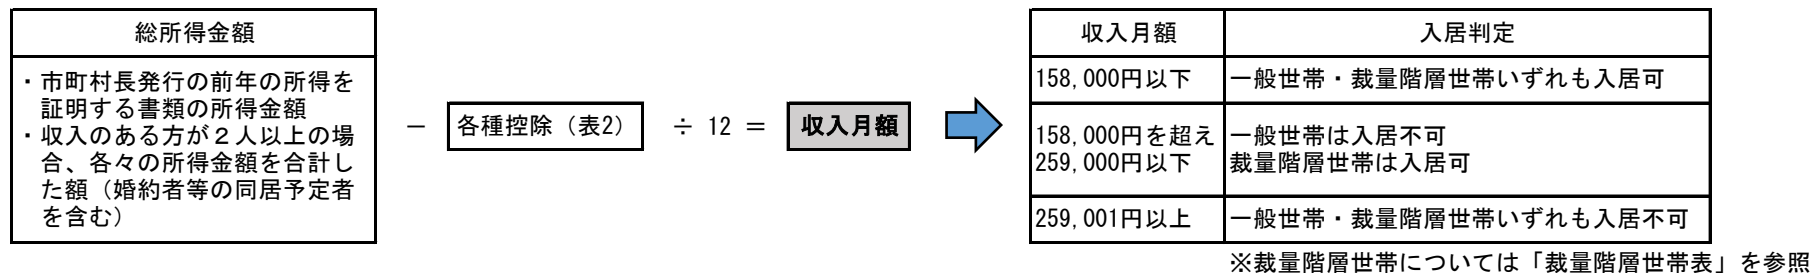 総所得金額
・市町村長発行の前年の所得を
証明する書類の所得金額
・収入のある方が２人以上の場
合、各々の所得金額を合計し
た額（婚約者等の同居予定者
を含む）
－ 各種控除（表2） ÷ 12 ＝ 収入月額
収入月額 入居判定
158,000円以下 一般世帯・裁量階層世帯いずれも入居可
158,000円を超え 一般世帯は入居不可
259,000円以下 裁量階層世帯は入居可
259,001円以上 一般世帯・裁量階層世帯いずれも入居不可
※裁量階層世帯については「裁量階層世帯表」を参照